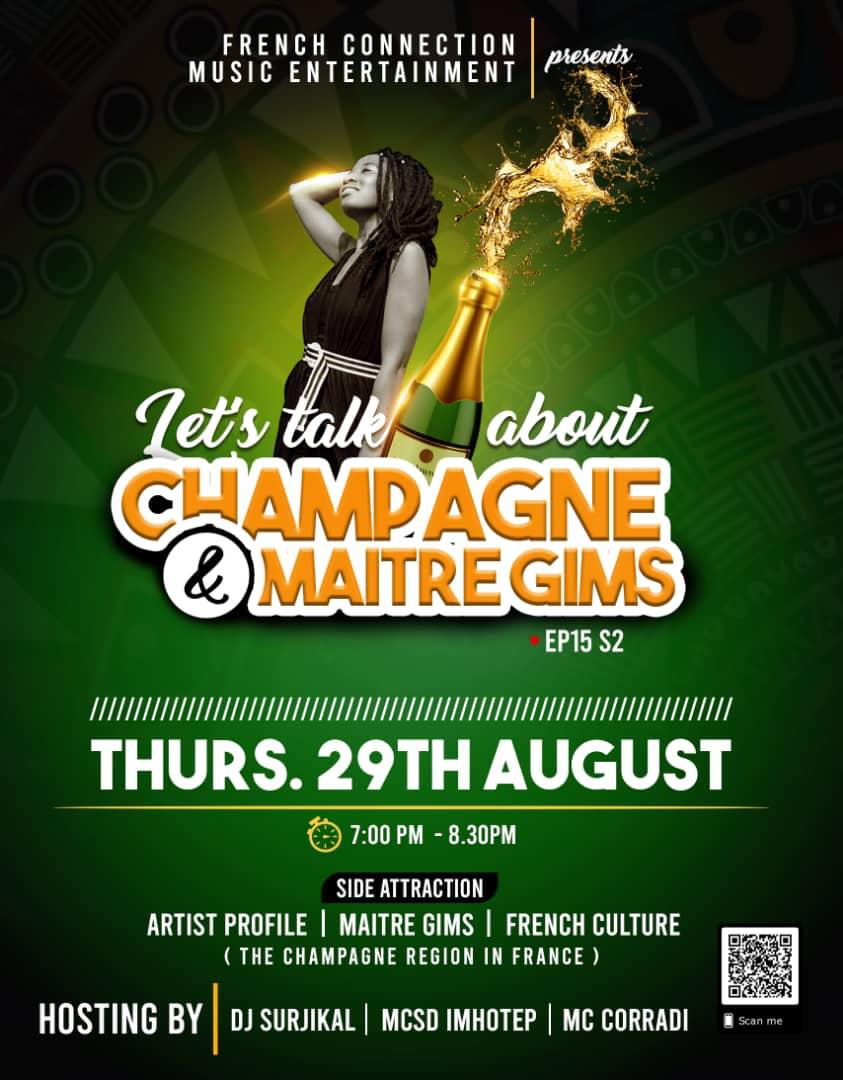 FRENCH CONNECTION
MUSIC ENTERTAINMENT
presents
Let's talk about
CHAMPAGNE
& MAITRE GIMS
• EP15 S2
////////////////////////////////////////////////////////////////////////////////
THURS. 29TH AUGUST
7:00 PM - 8.30PM
SIDE ATTRACTION
ARTIST PROFILE | MAITRE GIMS | FRENCH CULTURE
( THE CHAMPAGNE REGION IN FRANCE )
Scan me
HOSTING BY | DJ SURJIKAL | MCSD IMHOTEP | MC CORRADI